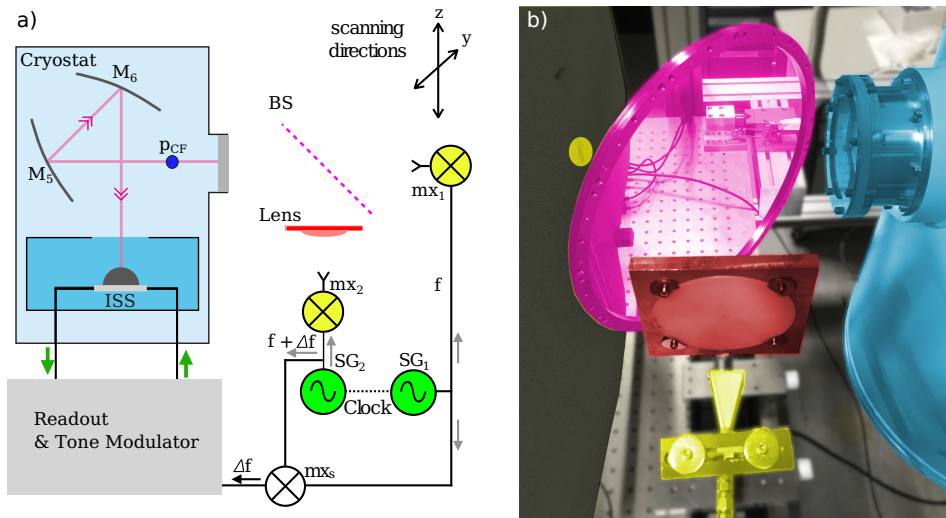 a)
scanning
directions
z
y
Cryostat
M6
BS
pCF
M5
mx1
Lens
ISS
mx2
f
f + Δf
SG2
SG1
Clock
Readout
& Tone Modulator
Δf
mxs
b)